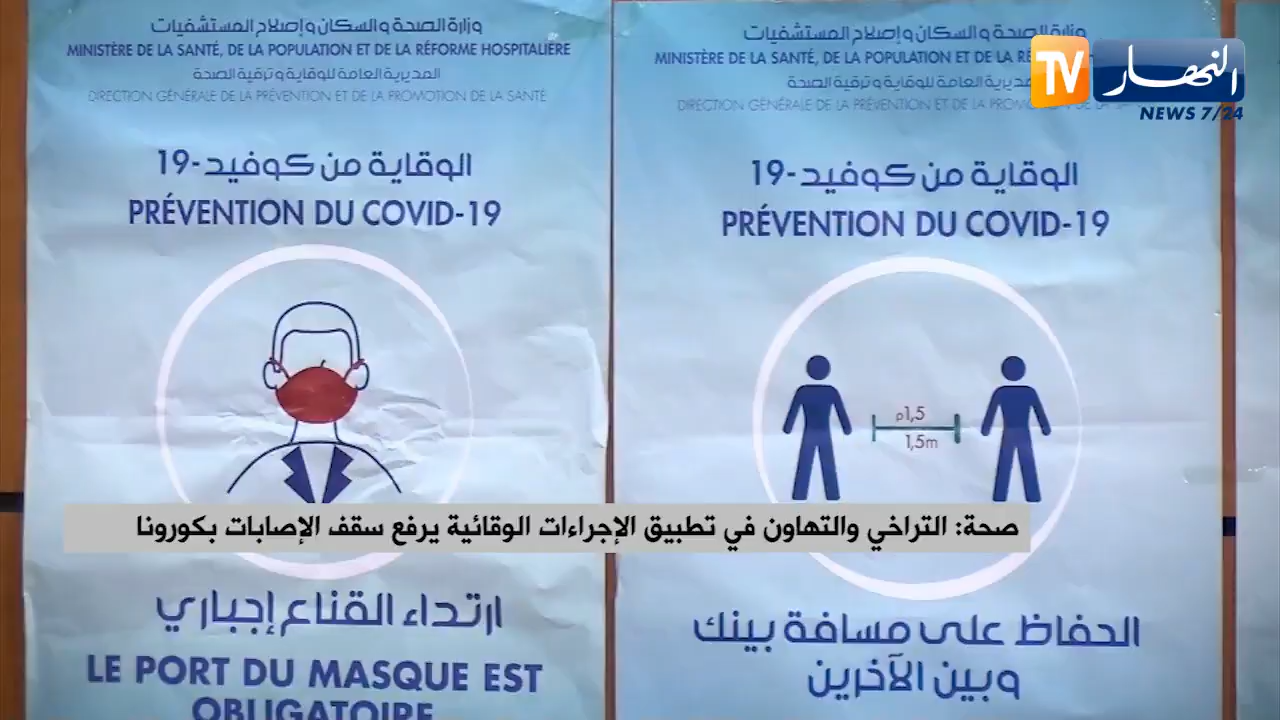 وزارة الصحة والسكان وإصلاح المستشفيات
MINISTÈRE DE LA SANTÉ, DE LA POPULATION ET DE LA RÉFORME HOSPITALIÈRE
المديرية العامة للوقاية وترقية الصحة
DIRECTION GÉNÉRALE DE LA PRÉVENTION ET DE LA PROMOTION DE LA SANTÉ
الوقاية من كوفيد -19
PRÉVENTION DU COVID-19
ارتداء القناع إجباري
LE PORT DU MASQUE EST
OBLIGATOIRE
وزارة الصحة والسكان وإصلاح المستشفيات
MINISTÈRE DE LA SANTÉ, DE LA POPULATION ET DE LA
المديرية العامة للوقاية وترقية الصحة
DIRECTION GÉNÉRALE DE LA PRÉVENTION ET DE LA
الوقاية من كوفيد -19
PRÉVENTION DU COVID-19
1,5م
1,5m
الحفاظ على مسافة بينك
وبين الآخرين
TV النهار
NEWS 7/24
صحة: التراخي والتهاون في تطبيق الإجراءات الوقائية يرفع سقف الإصابات بكورونا